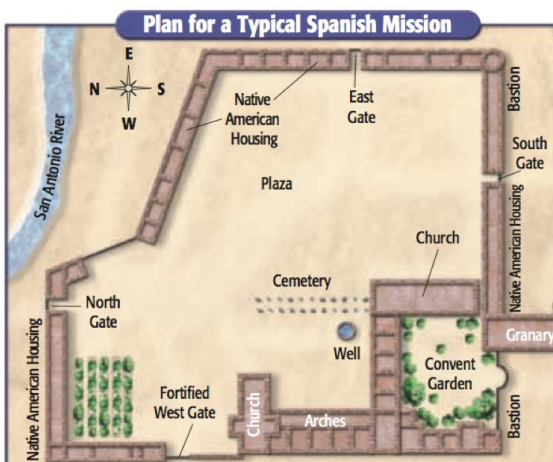 Plan for a Typical Spanish Mission
E
N
S
W
San Antonio River
Native
American
Housing
East
Gate
Bastion
South
Gate
Plaza
Native American Housing
Church
Cemetery
North
Gate
Well
Granary
Convent
Garden
Native American Housing
Fortified
West Gate
Church
Arches
Bastion